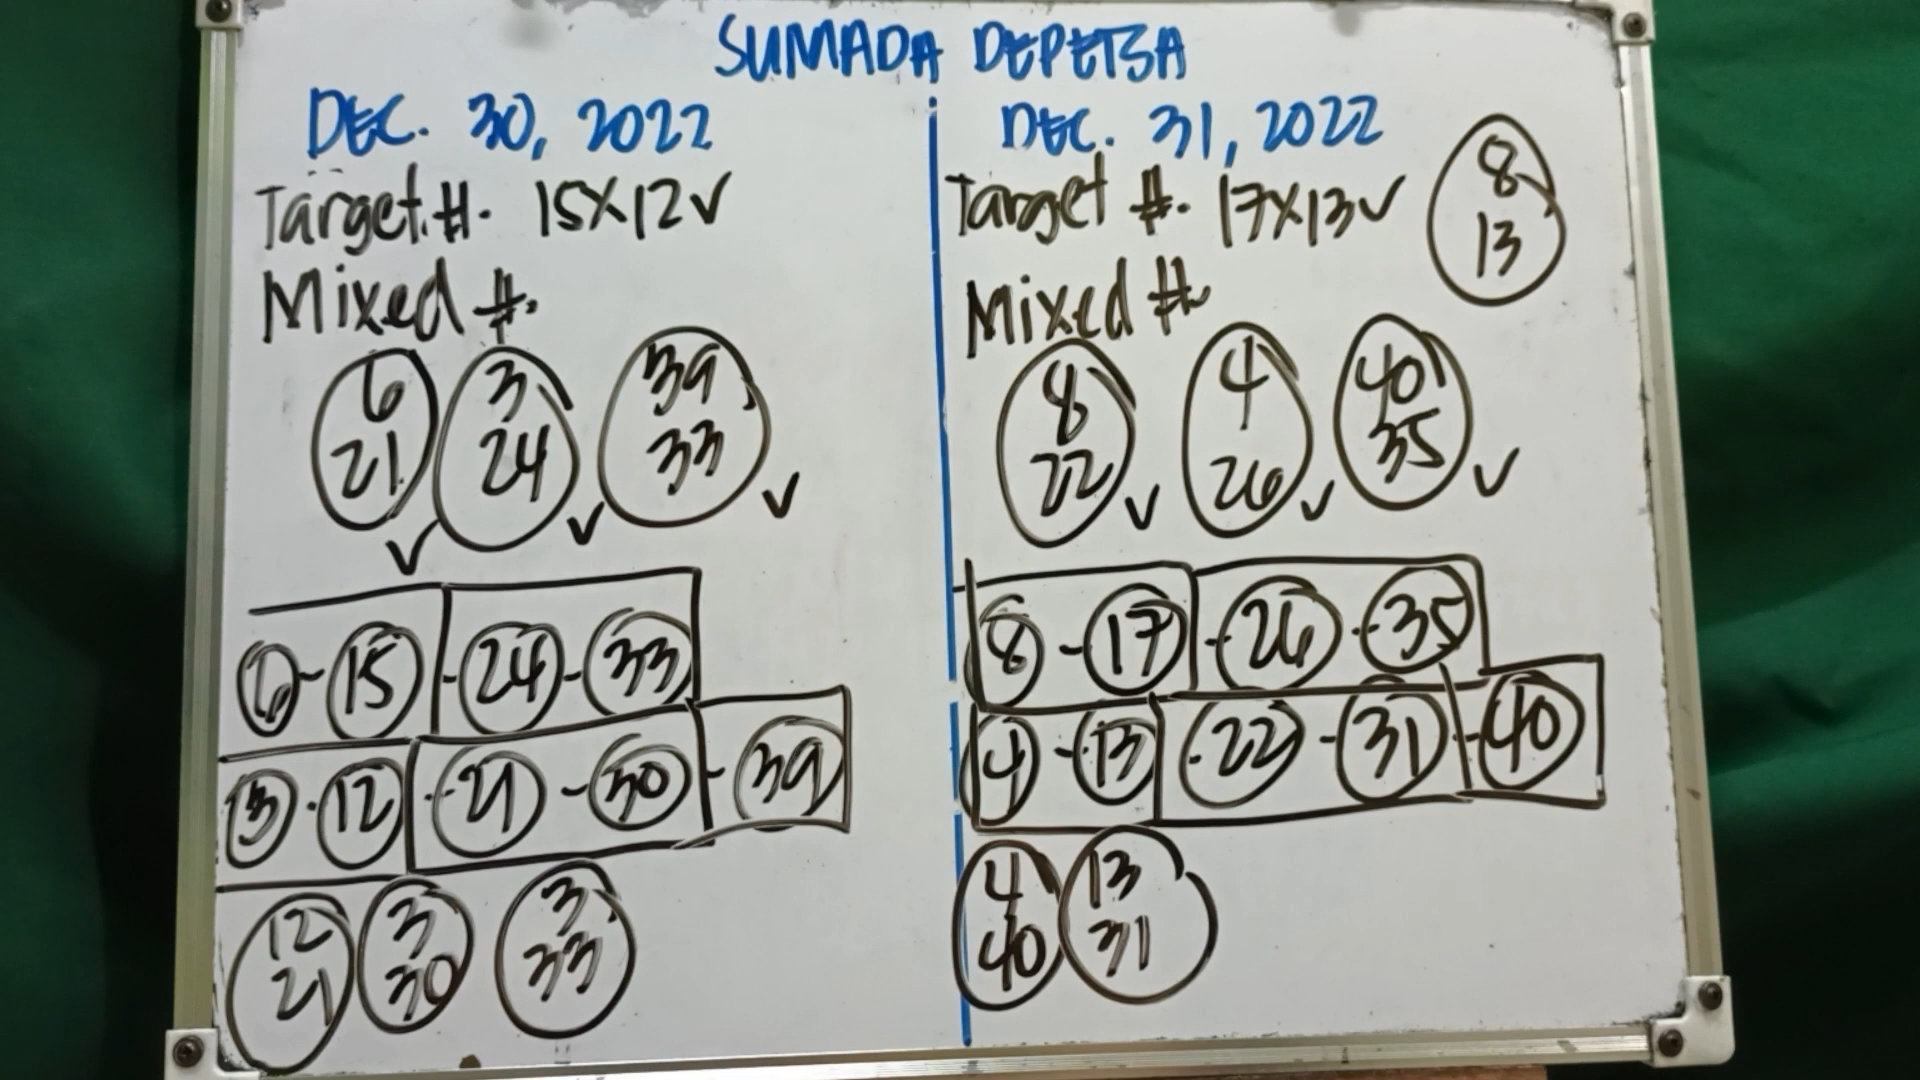 SUMADA DEPETSA
DEC. 30, 2022
Target.#. 15X12✓
Mixed #.
6 3 39
21 24 33
✓ ✓ ✓
6-15-24-33
3-12-21-30-39
12 3 3
21 30 33
DEC. 31, 2022
Target #. 17X13✓
8
13
Mixed #.
8 4 40
22 26 35
✓ ✓ ✓
8-17-26-35
4-13-22-31-40
4 13
40 31